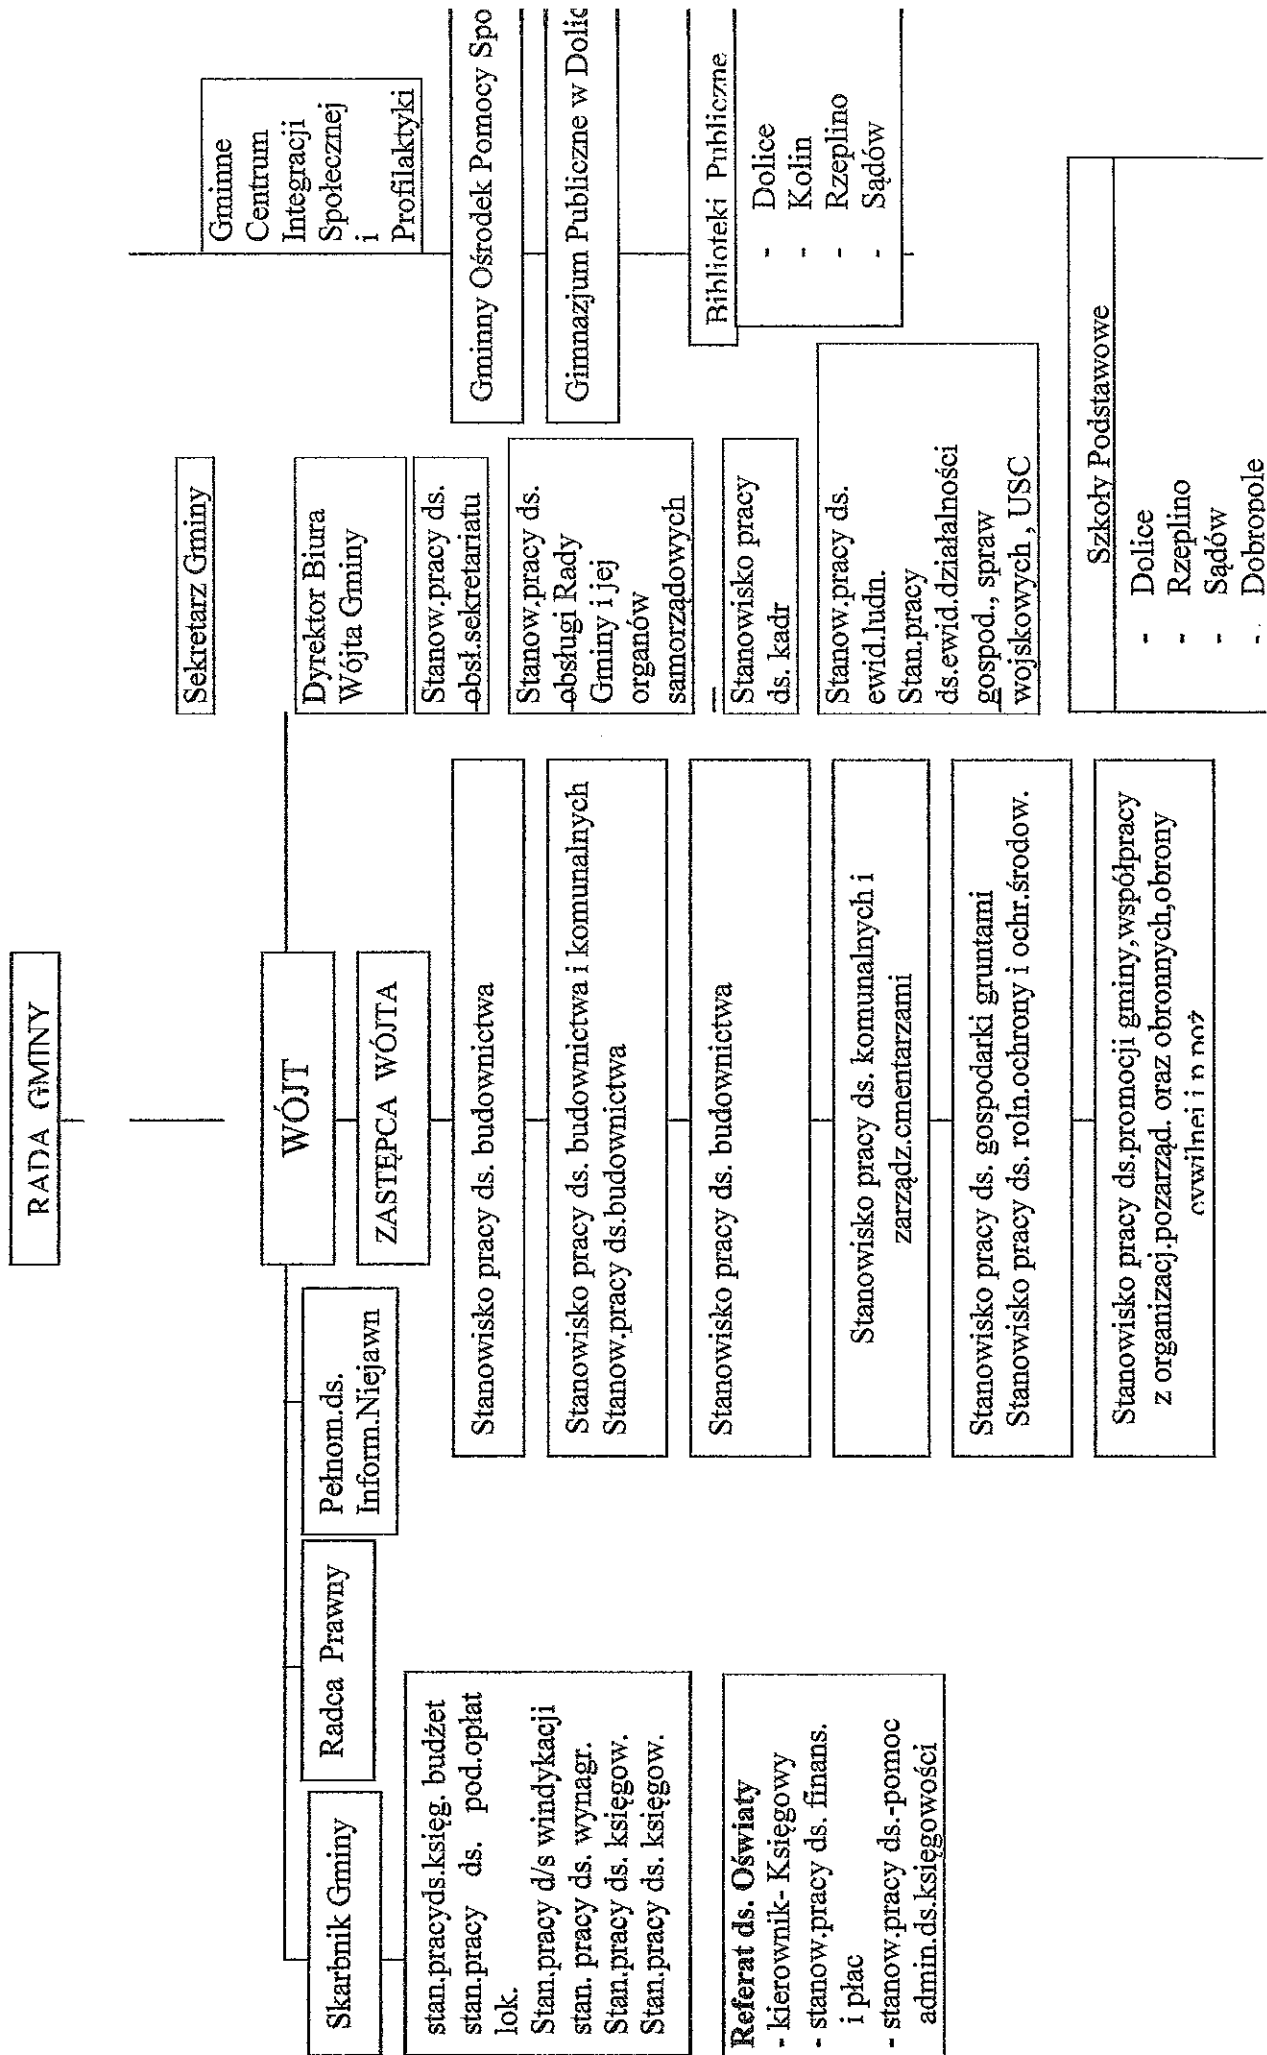 RADA GMINY
WÓJT
ZASTĘPCA WÓJTA
Skarbnik Gminy
Radca Prawny
Pełnom.ds.
Inform.Niejawn
stan.pracyds.księg. budżet
stan.pracy ds. pod.opłat
lok.
Stan.pracy d/s windykacji
stan. pracy ds. wynagr.
Stan.pracy ds. księgow.
Stan.pracy ds. księgow.
Referat ds. Oświaty
- kierownik- Księgowy
- stanow.pracy ds. finans.
i płac
- stanow.pracy ds.-pomoc
admin.ds.księgowości
Stanowisko pracy ds. budownictwa
Stanowisko pracy ds. budownictwa i komunalnych
Stanow.pracy ds.budownictwa
Stanowisko pracy ds. budownictwa
Stanowisko pracy ds. komunalnych i
zarządz.cmentarzami
Stanowisko pracy ds. gospodarki gruntami
Stanowisko pracy ds. roln.ochrony i ochr.środow.
Stanowisko pracy ds.promocji gminy,współpracy
z organizacj.pozarząd. oraz obronnych,obrony
cywilnej i p.poż
Sekretarz Gminy
Dyrektor Biura
Wójta Gminy
Stanow.pracy ds.
obsł.sekretariatu
Stanow.pracy ds.
obsługi Rady
Gminy i jej
organów
samorządowych
Stanowisko pracy
ds. kadr
Stanow.pracy ds.
ewid.ludn.
Stan.pracy
ds.ewid.działalności
gospod., spraw
wojskowych , USC
Gminne
Centrum
Integracji
Społecznej
i
Profilaktyki
Gminny Ośrodek Pomocy Spo
Gimnazjum Publiczne w Dolic
Biblioteki Publiczne
- Dolice
- Kolin
- Rzeplino
- Sądów
Szkoły Podstawowe
- Dolice
- Rzeplino
- Sądów
- Dobropole